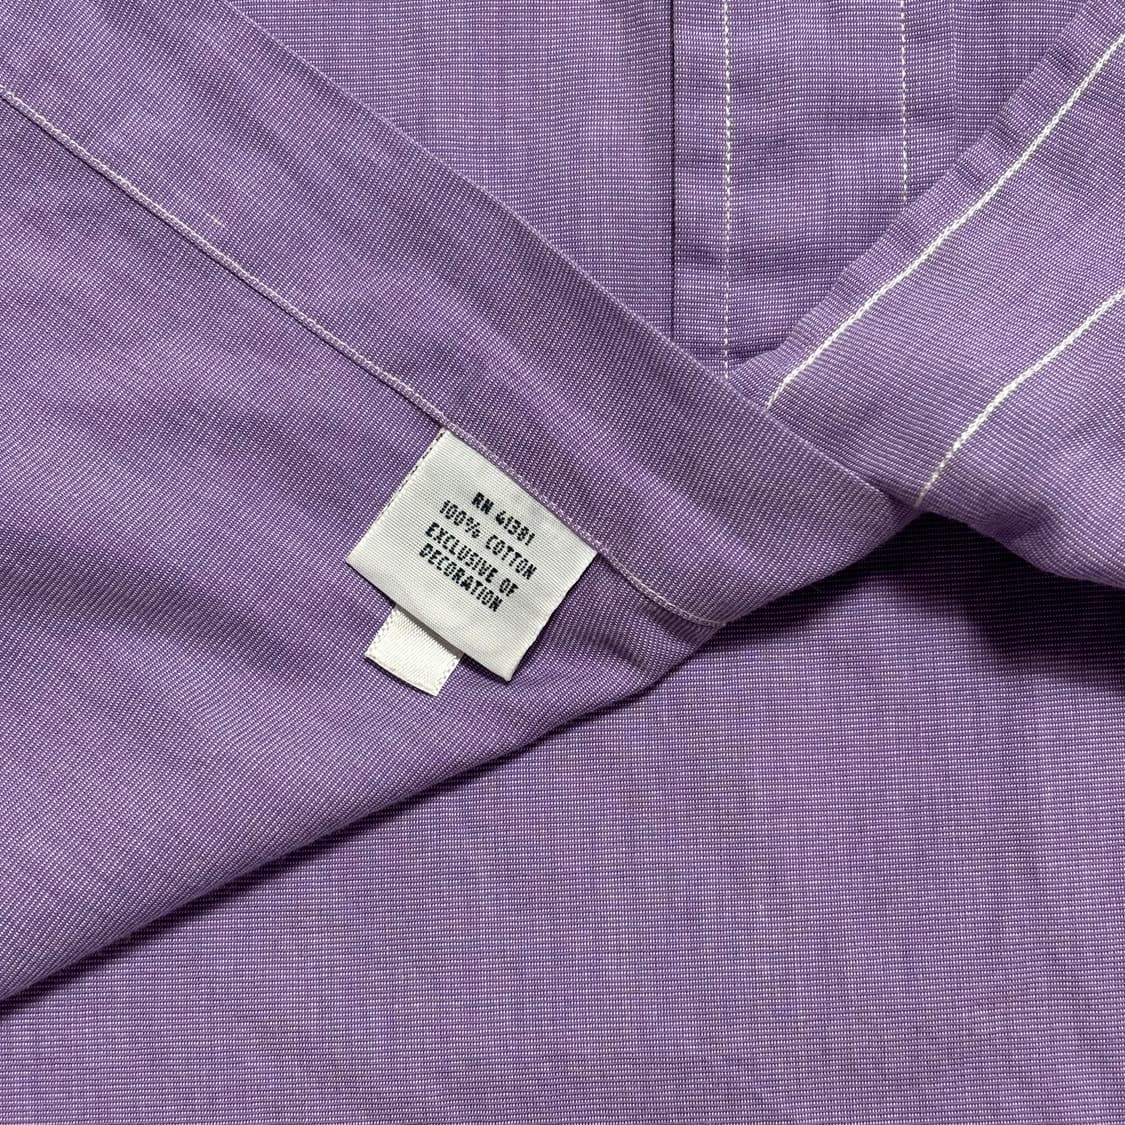 RN 41381
100% COTTON
EXCLUSIVE OF
DECORATION